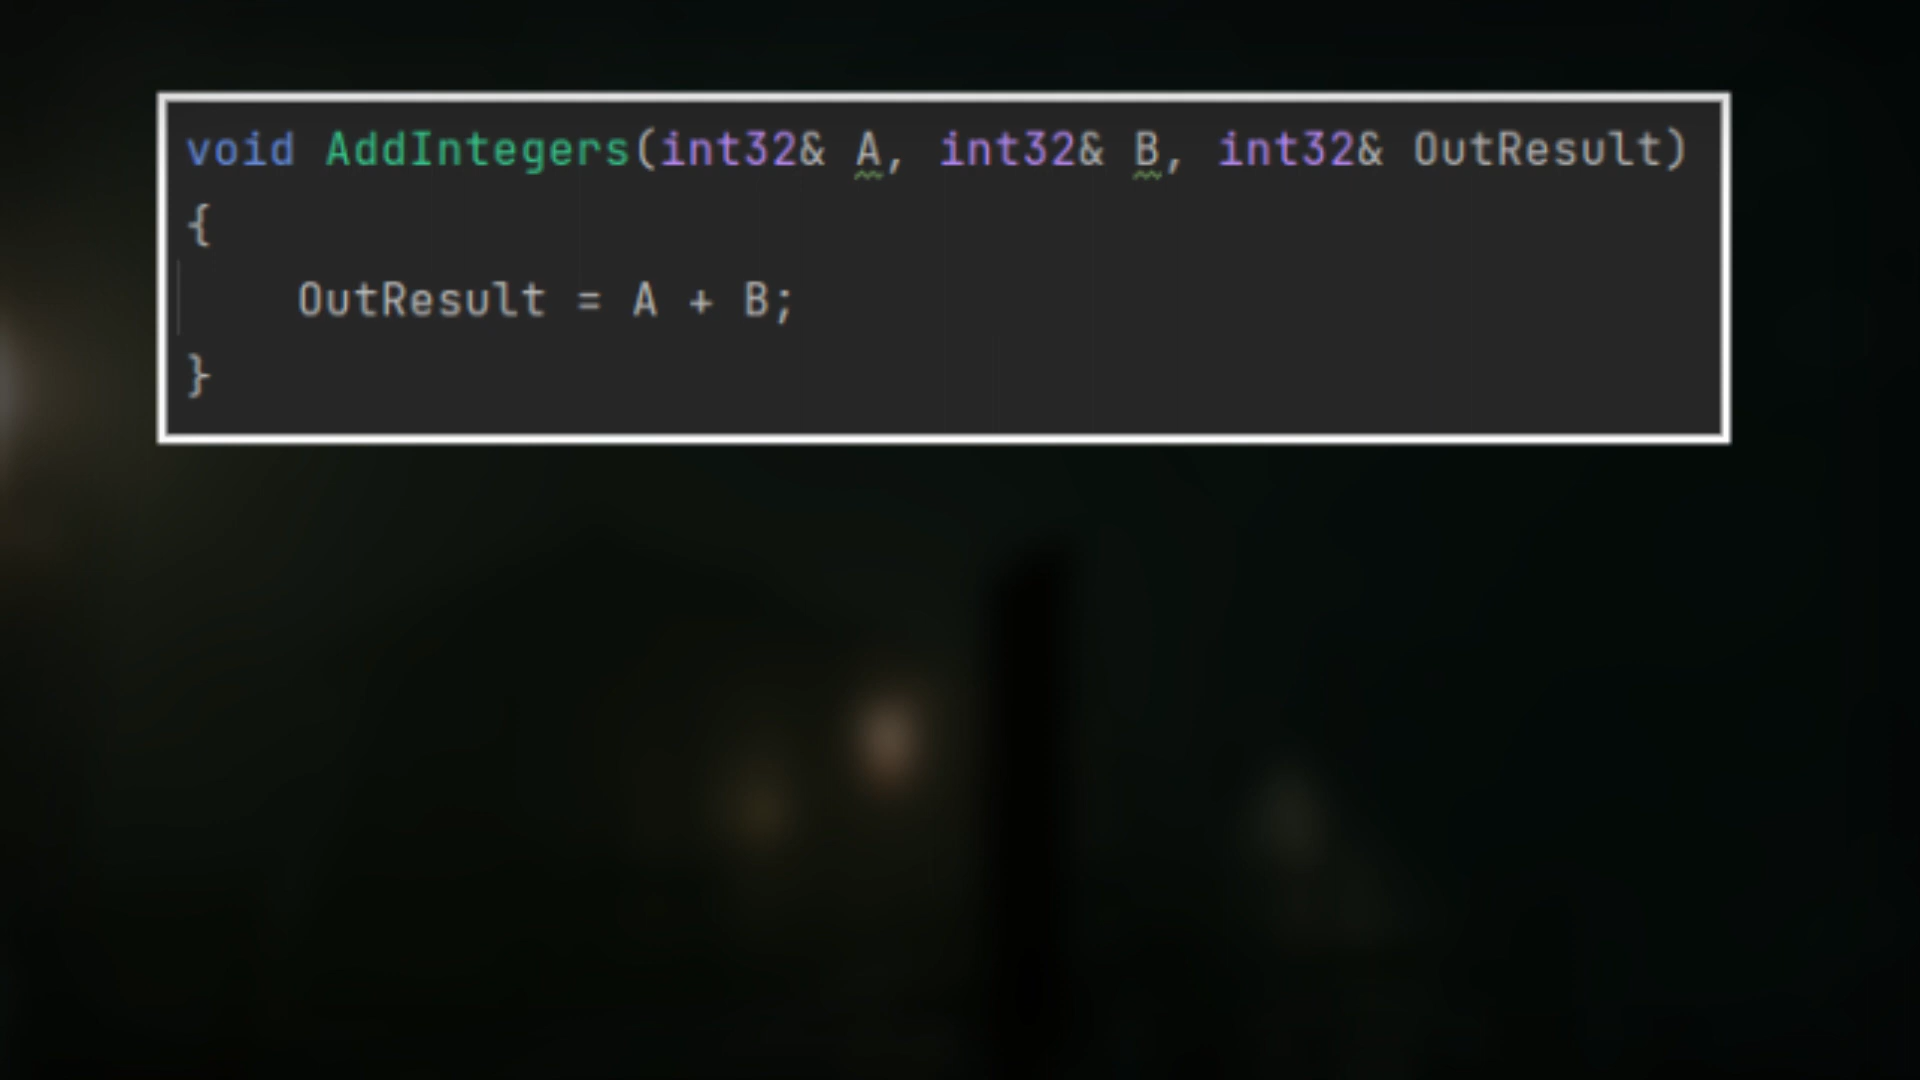 void AddIntegers(int32& A, int32& B, int32& OutResult)
{
    OutResult = A + B;
}